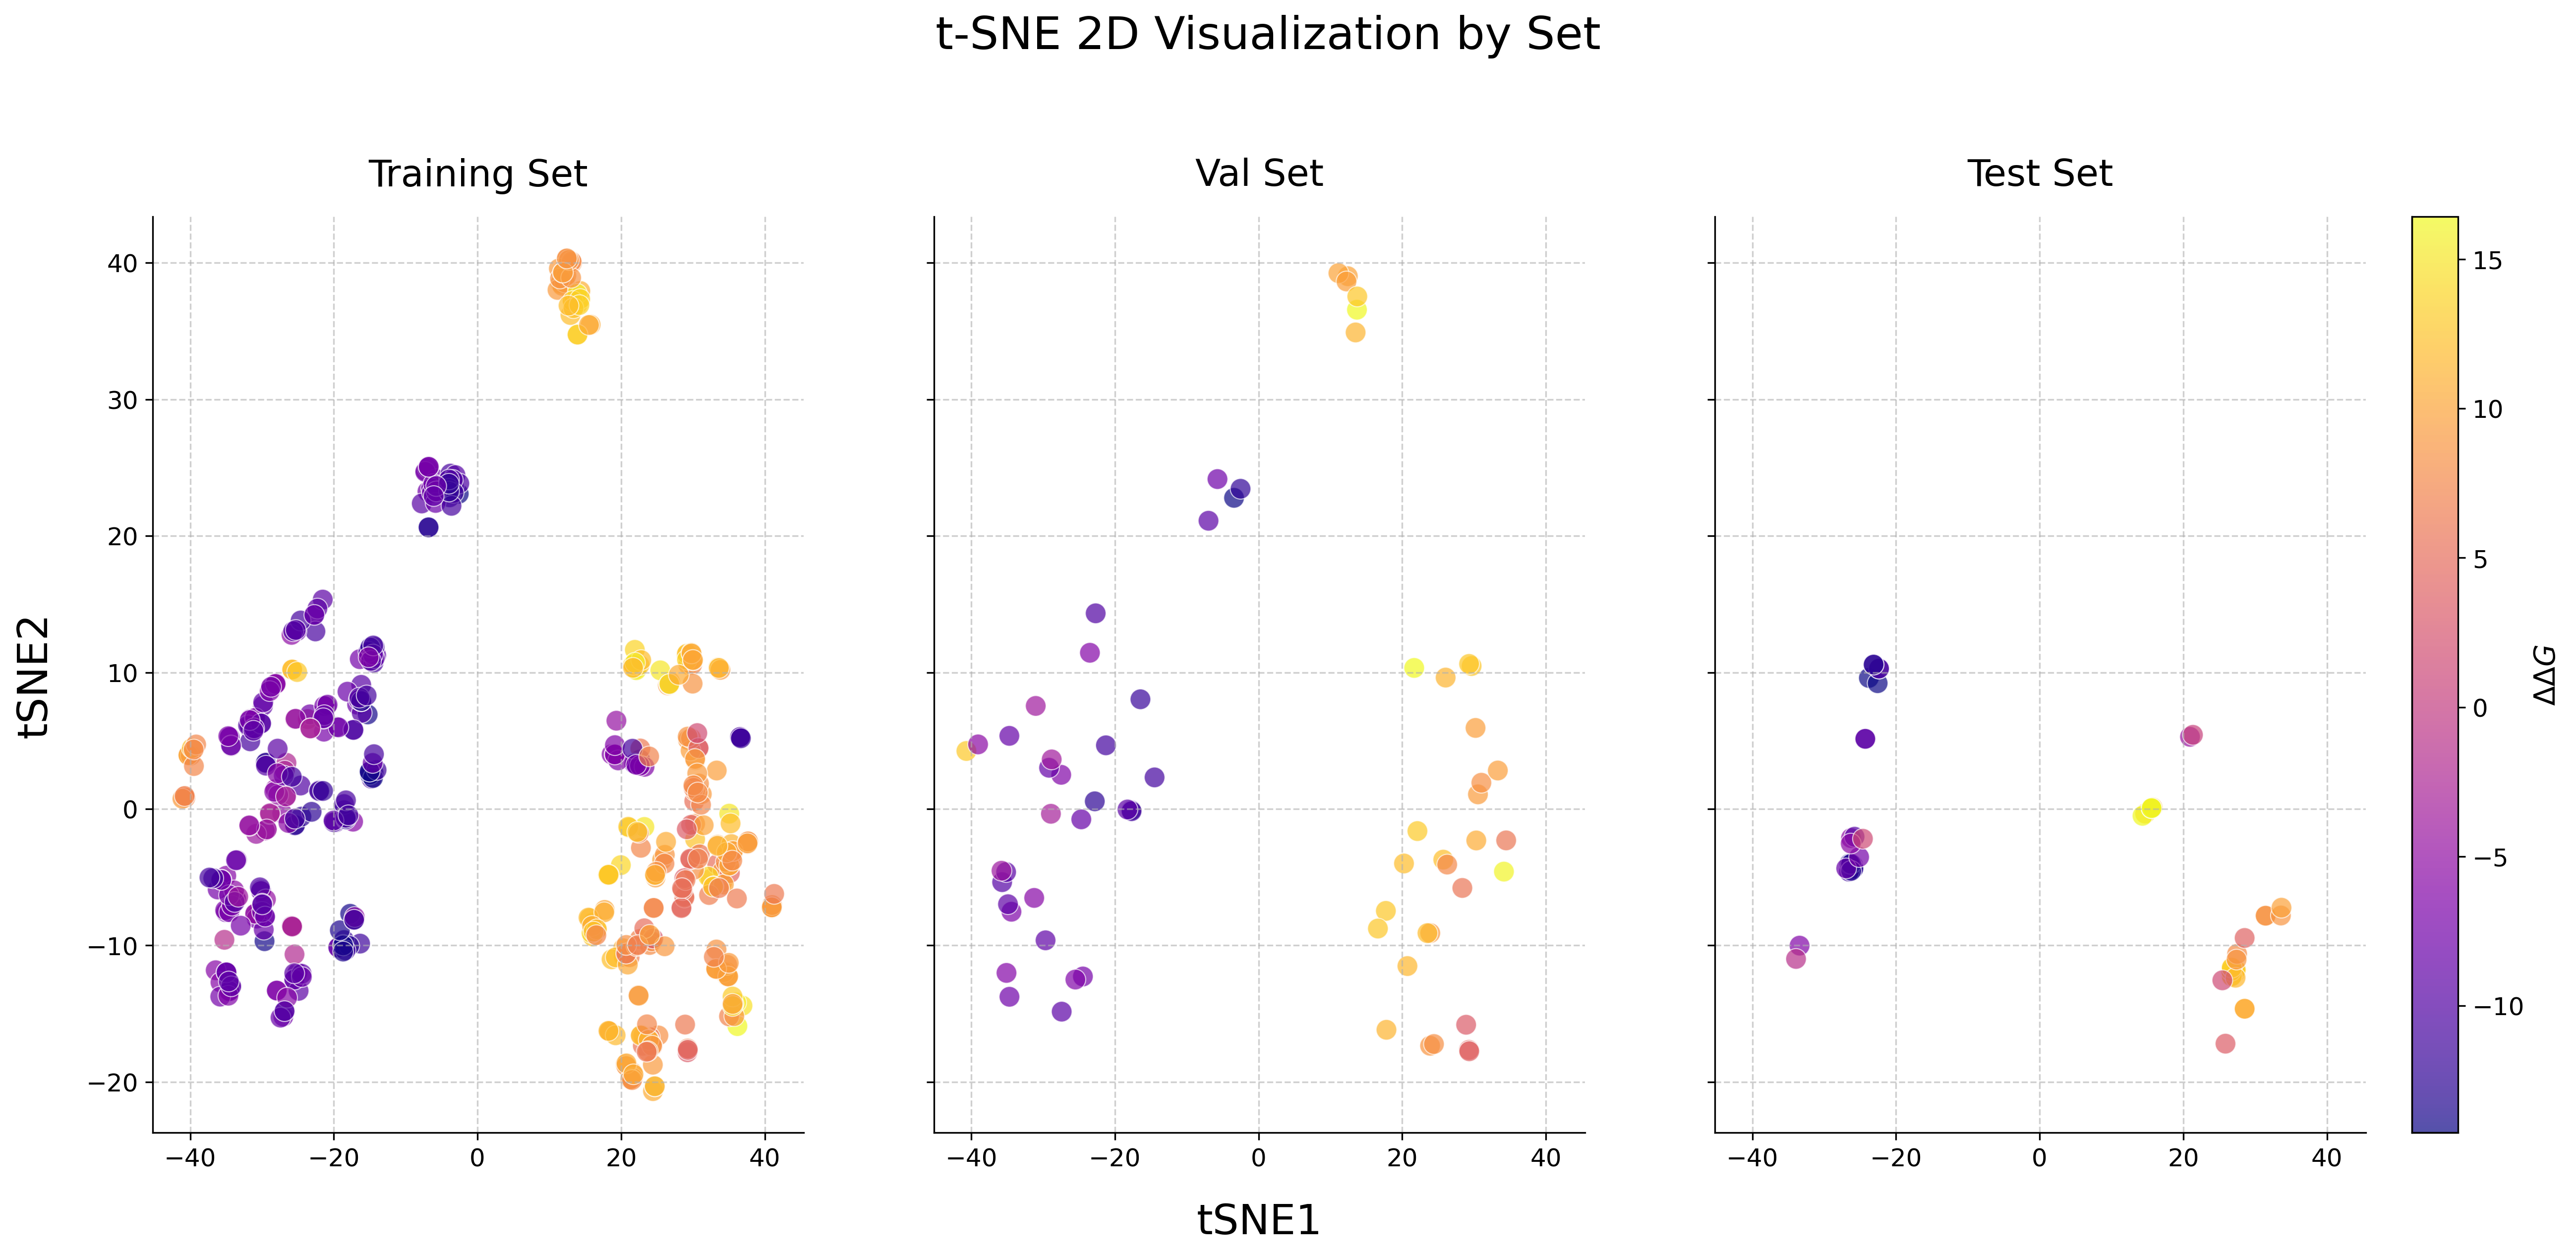 t-SNE 2D Visualization by Set
Training Set
Val Set
Test Set
tSNE2
40
30
20
10
0
−10
−20
−40 −20 0 20 40
−40 −20 0 20 40
−40 −20 0 20 40
tSNE1
15
10
5
0
−5
−10
ΔΔG